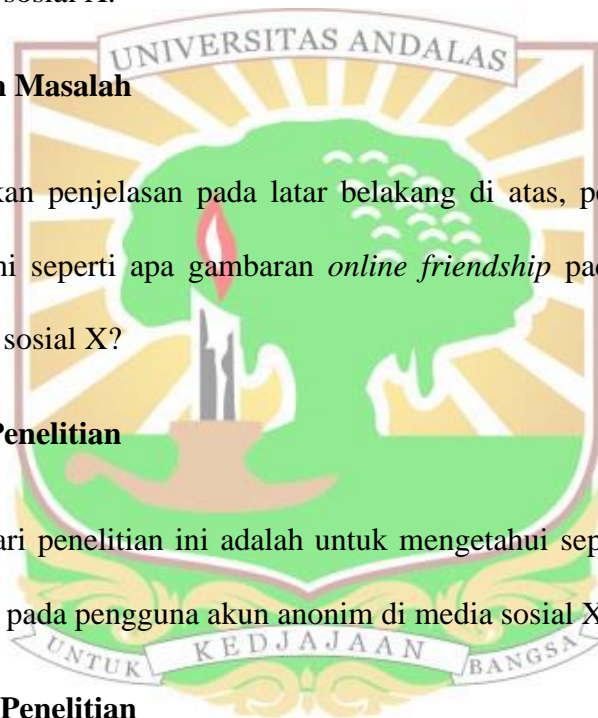 sosial X.
UNIVERSITAS ANDALAS
n Masalah
kan penjelasan pada latar belakang di atas, pe
ni seperti apa gambaran online friendship pad
sosial X?
Penelitian
ari penelitian ini adalah untuk mengetahui sep
pada pengguna akun anonim di media sosial X
UNTUK KEDJAJAAN BANGSA
Penelitian